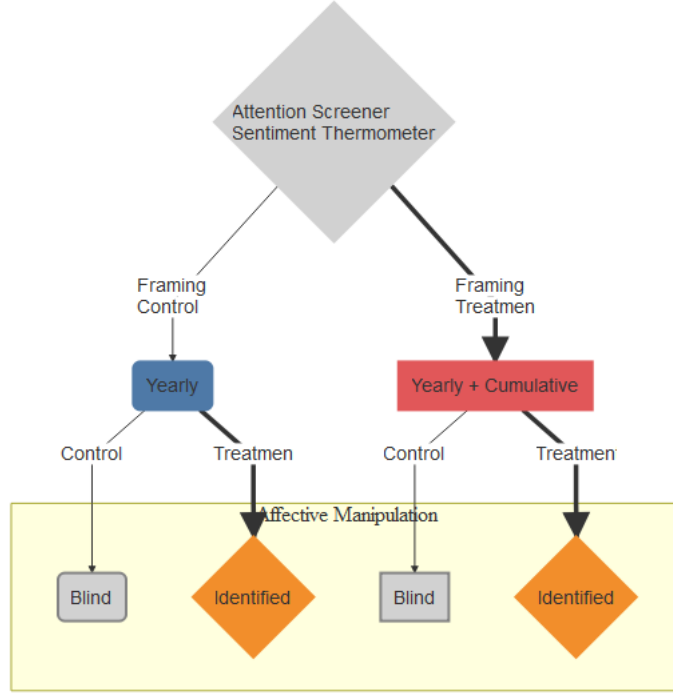 Attention Screener
Sentiment Thermometer
Framing
Control
Framing
Treatmen
Yearly
Yearly + Cumulative
Control
Treatmen
Control
Treatmen
Affective Manipulation
Blind
Identified
Blind
Identified